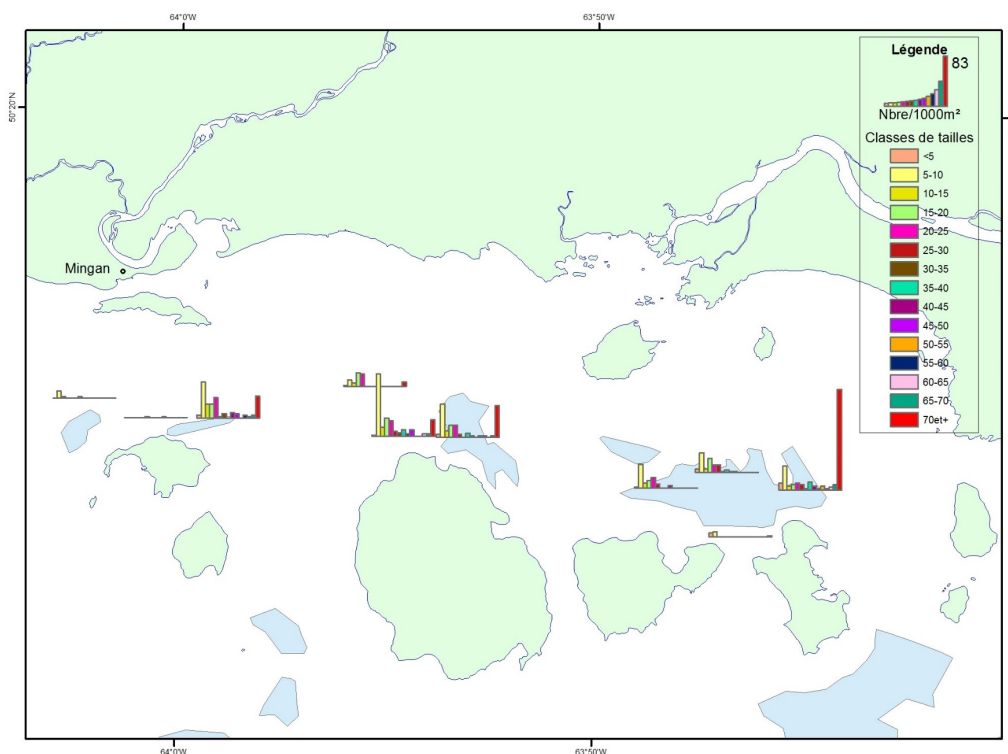 64°0'W
63°50'W
50°20'N
Légende
83
Nbre/1000m²
Classes de tailles
<5
5-10
10-15
15-20
20-25
25-30
30-35
35-40
40-45
45-50
50-55
55-60
60-65
65-70
70et+
Mingan
64°0'W
63°50'W